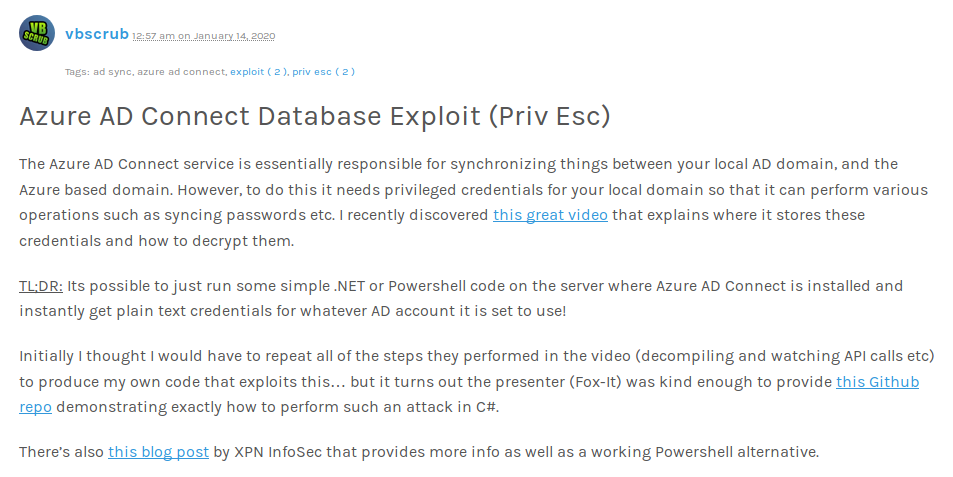 VB
SCRUB
vbscrub 12:57 am on January 14, 2020
Tags: ad sync, azure ad connect, exploit ( 2 ), priv esc ( 2 )
Azure AD Connect Database Exploit (Priv Esc)
The Azure AD Connect service is essentially responsible for synchronizing things between your local AD domain, and the
Azure based domain. However, to do this it needs privileged credentials for your local domain so that it can perform various
operations such as syncing passwords etc. I recently discovered this great video that explains where it stores these
credentials and how to decrypt them.
TL;DR: Its possible to just run some simple .NET or Powershell code on the server where Azure AD Connect is installed and
instantly get plain text credentials for whatever AD account it is set to use!
Initially I thought I would have to repeat all of the steps they performed in the video (decompiling and watching API calls etc)
to produce my own code that exploits this… but it turns out the presenter (Fox-It) was kind enough to provide this Github
repo demonstrating exactly how to perform such an attack in C#.
There’s also this blog post by XPN InfoSec that provides more info as well as a working Powershell alternative.